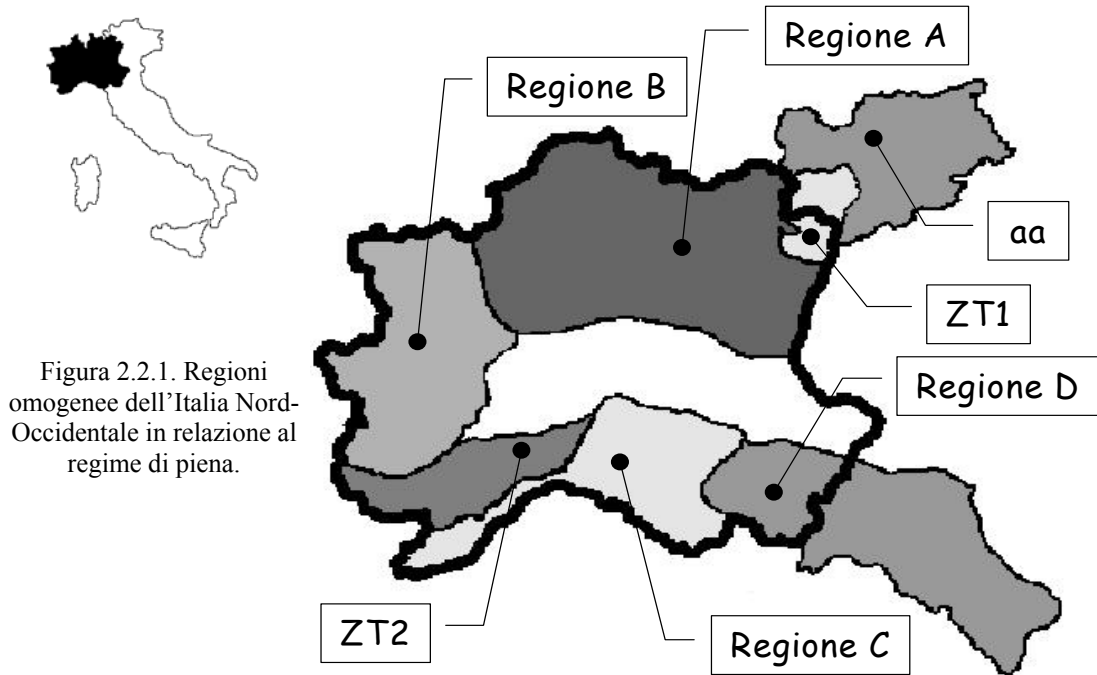 Regione A
Regione B
aa
ZT1
Figura 2.2.1. Regioni
omogenee dell'Italia Nord-
Occidentale in relazione al
regime di piena.
Regione D
ZT2
Regione C